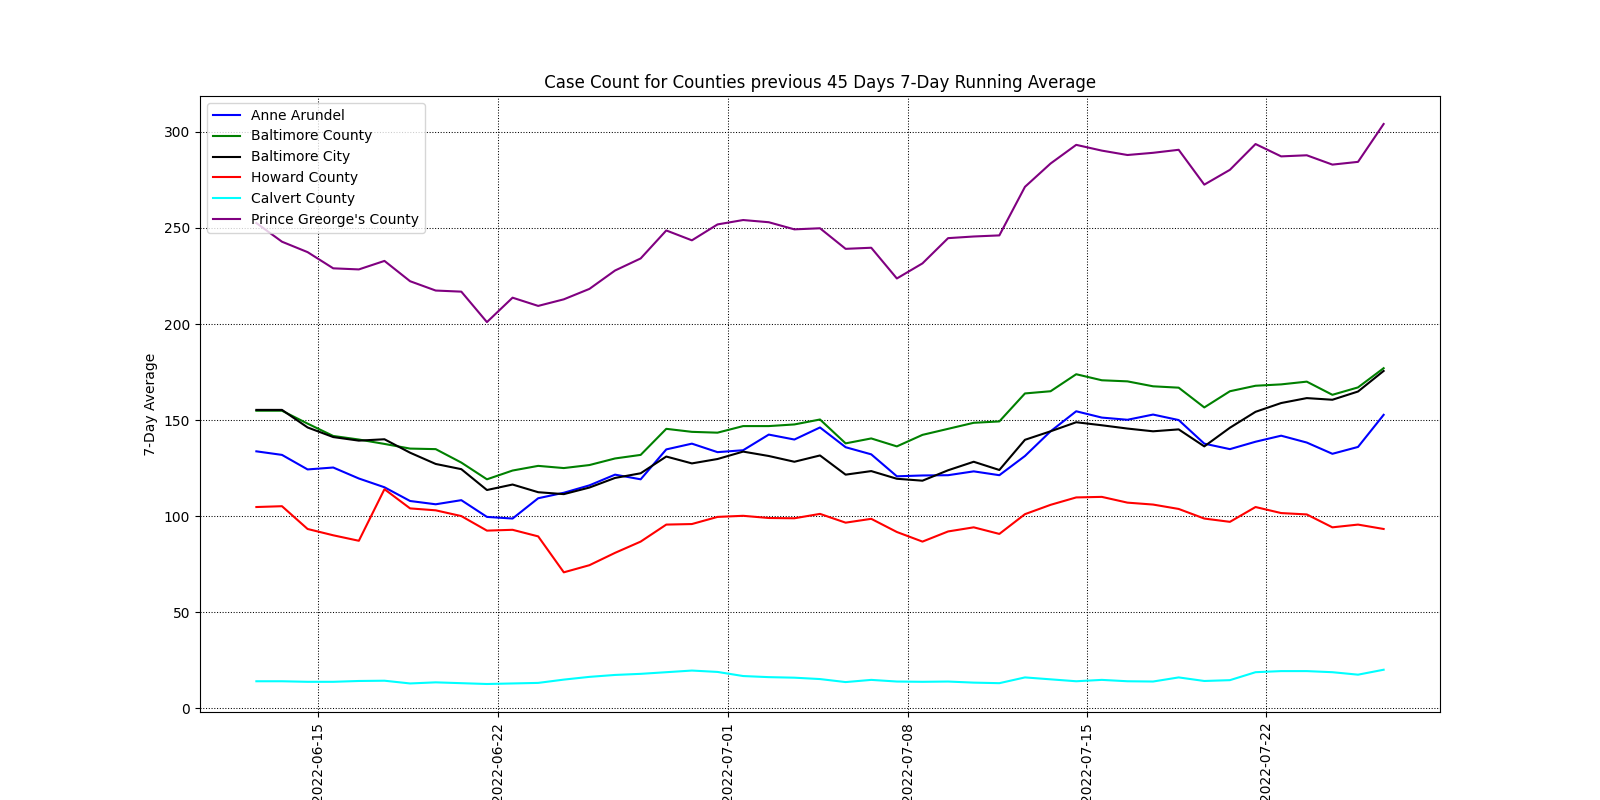 Case Count for Counties previous 45 Days 7-Day Running Average
Anne Arundel
Baltimore County
Baltimore City
Howard County
Calvert County
Prince Greorge's County
7-Day Average
300
250
200
150
100
50
0
2022-06-15
2022-06-22
2022-07-01
2022-07-08
2022-07-15
2022-07-22